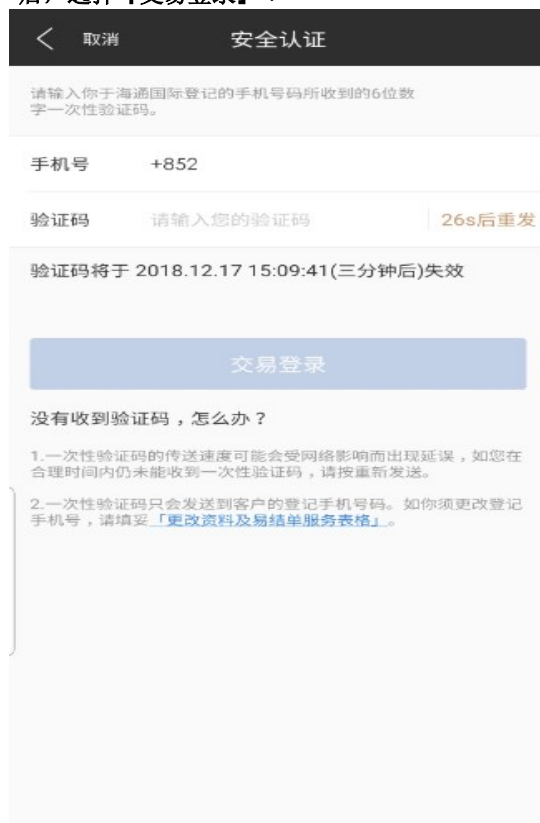 后，选择【交易登录】：
取消 安全认证
请输入你于海通国际登记的手机号码所收到的6位数
字一次性验证码。
手机号 +852
验证码 请输入您的验证码 26s后重发
验证码将于 2018.12.17 15:09:41(三分钟后)失效
交易登录
没有收到验证码，怎么办？
1.一次性验证码的传送速度可能会受网络影响而出现延误，如您在
合理时间内仍未能收到一次性验证码，请按重新发送。
2.一次性验证码只会发送到客户的登记手机号码。如你须更改登记
手机号，请填妥「更改资料及易结单服务表格」。